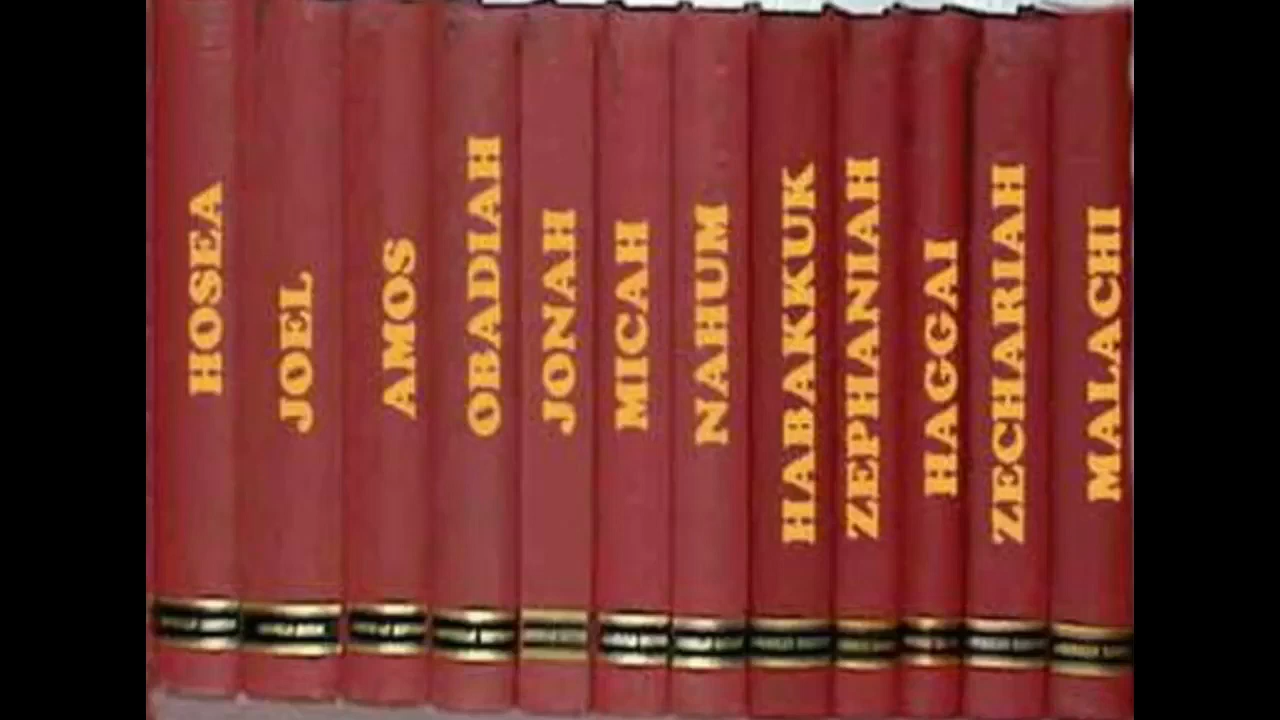 HOSEA
JOEL
AMOS
OBADIAH
JONAH
MICAH
NAHUM
HABAKKUK
ZEPHANIAH
HAGGAI
ZECHARIAH
MALACHI